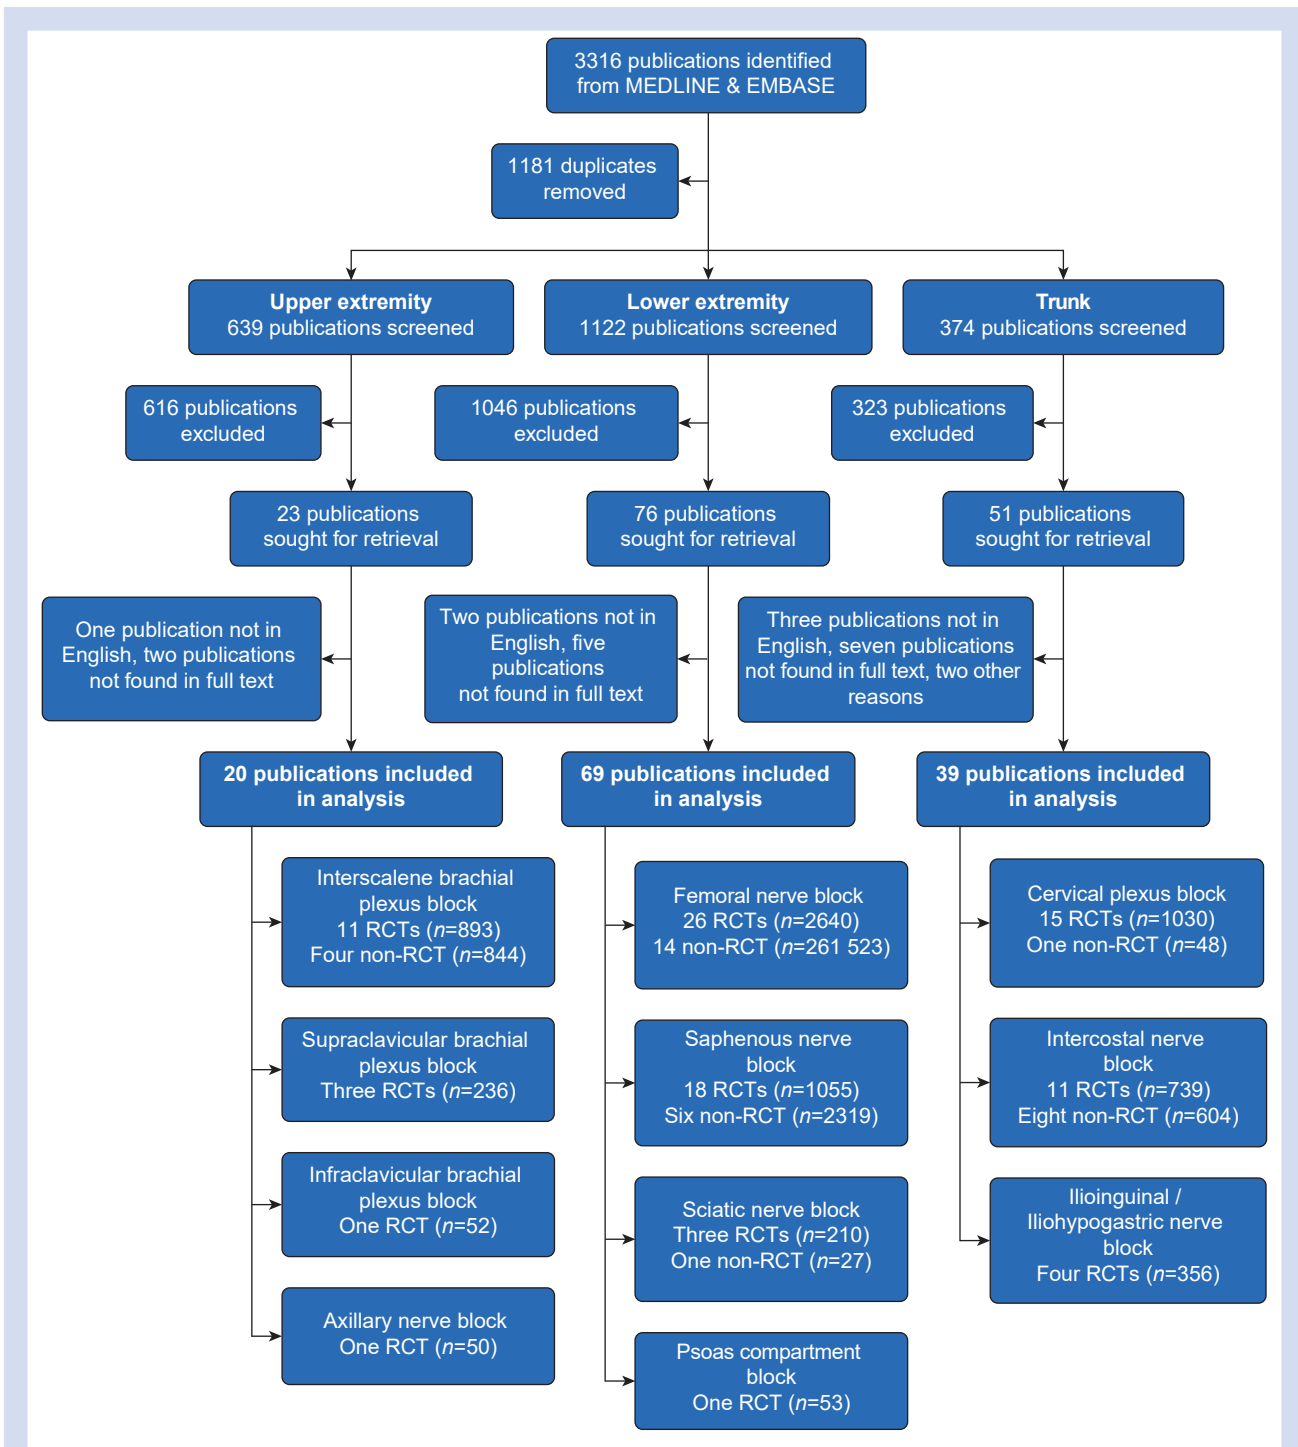 3316 publications identified
from MEDLINE & EMBASE
1181 duplicates
removed
Upper extremity
639 publications screened
Lower extremity
1122 publications screened
Trunk
374 publications screened
616 publications
excluded
1046 publications
excluded
323 publications
excluded
23 publications
sought for retrieval
76 publications
sought for retrieval
51 publications
sought for retrieval
One publication not in
English, two publications
not found in full text
Two publications not in
English, five
publications
not found in full text
Three publications not in
English, seven publications
not found in full text, two other
reasons
20 publications included
in analysis
69 publications included
in analysis
39 publications included
in analysis
Interscalene brachial
plexus block
11 RCTs (n=893)
Four non-RCT (n=844)
Supraclavicular brachial
plexus block
Three RCTs (n=236)
Infraclavicular brachial
plexus block
One RCT (n=52)
Axillary nerve block
One RCT (n=50)
Femoral nerve block
26 RCTs (n=2640)
14 non-RCT (n=261 523)
Saphenous nerve
block
18 RCTs (n=1055)
Six non-RCT (n=2319)
Sciatic nerve block
Three RCTs (n=210)
One non-RCT (n=27)
Psoas compartment
block
One RCT (n=53)
Cervical plexus block
15 RCTs (n=1030)
One non-RCT (n=48)
Intercostal nerve
block
11 RCTs (n=739)
Eight non-RCT (n=604)
Ilioinguinal /
Iliohypogastric nerve
block
Four RCTs (n=356)